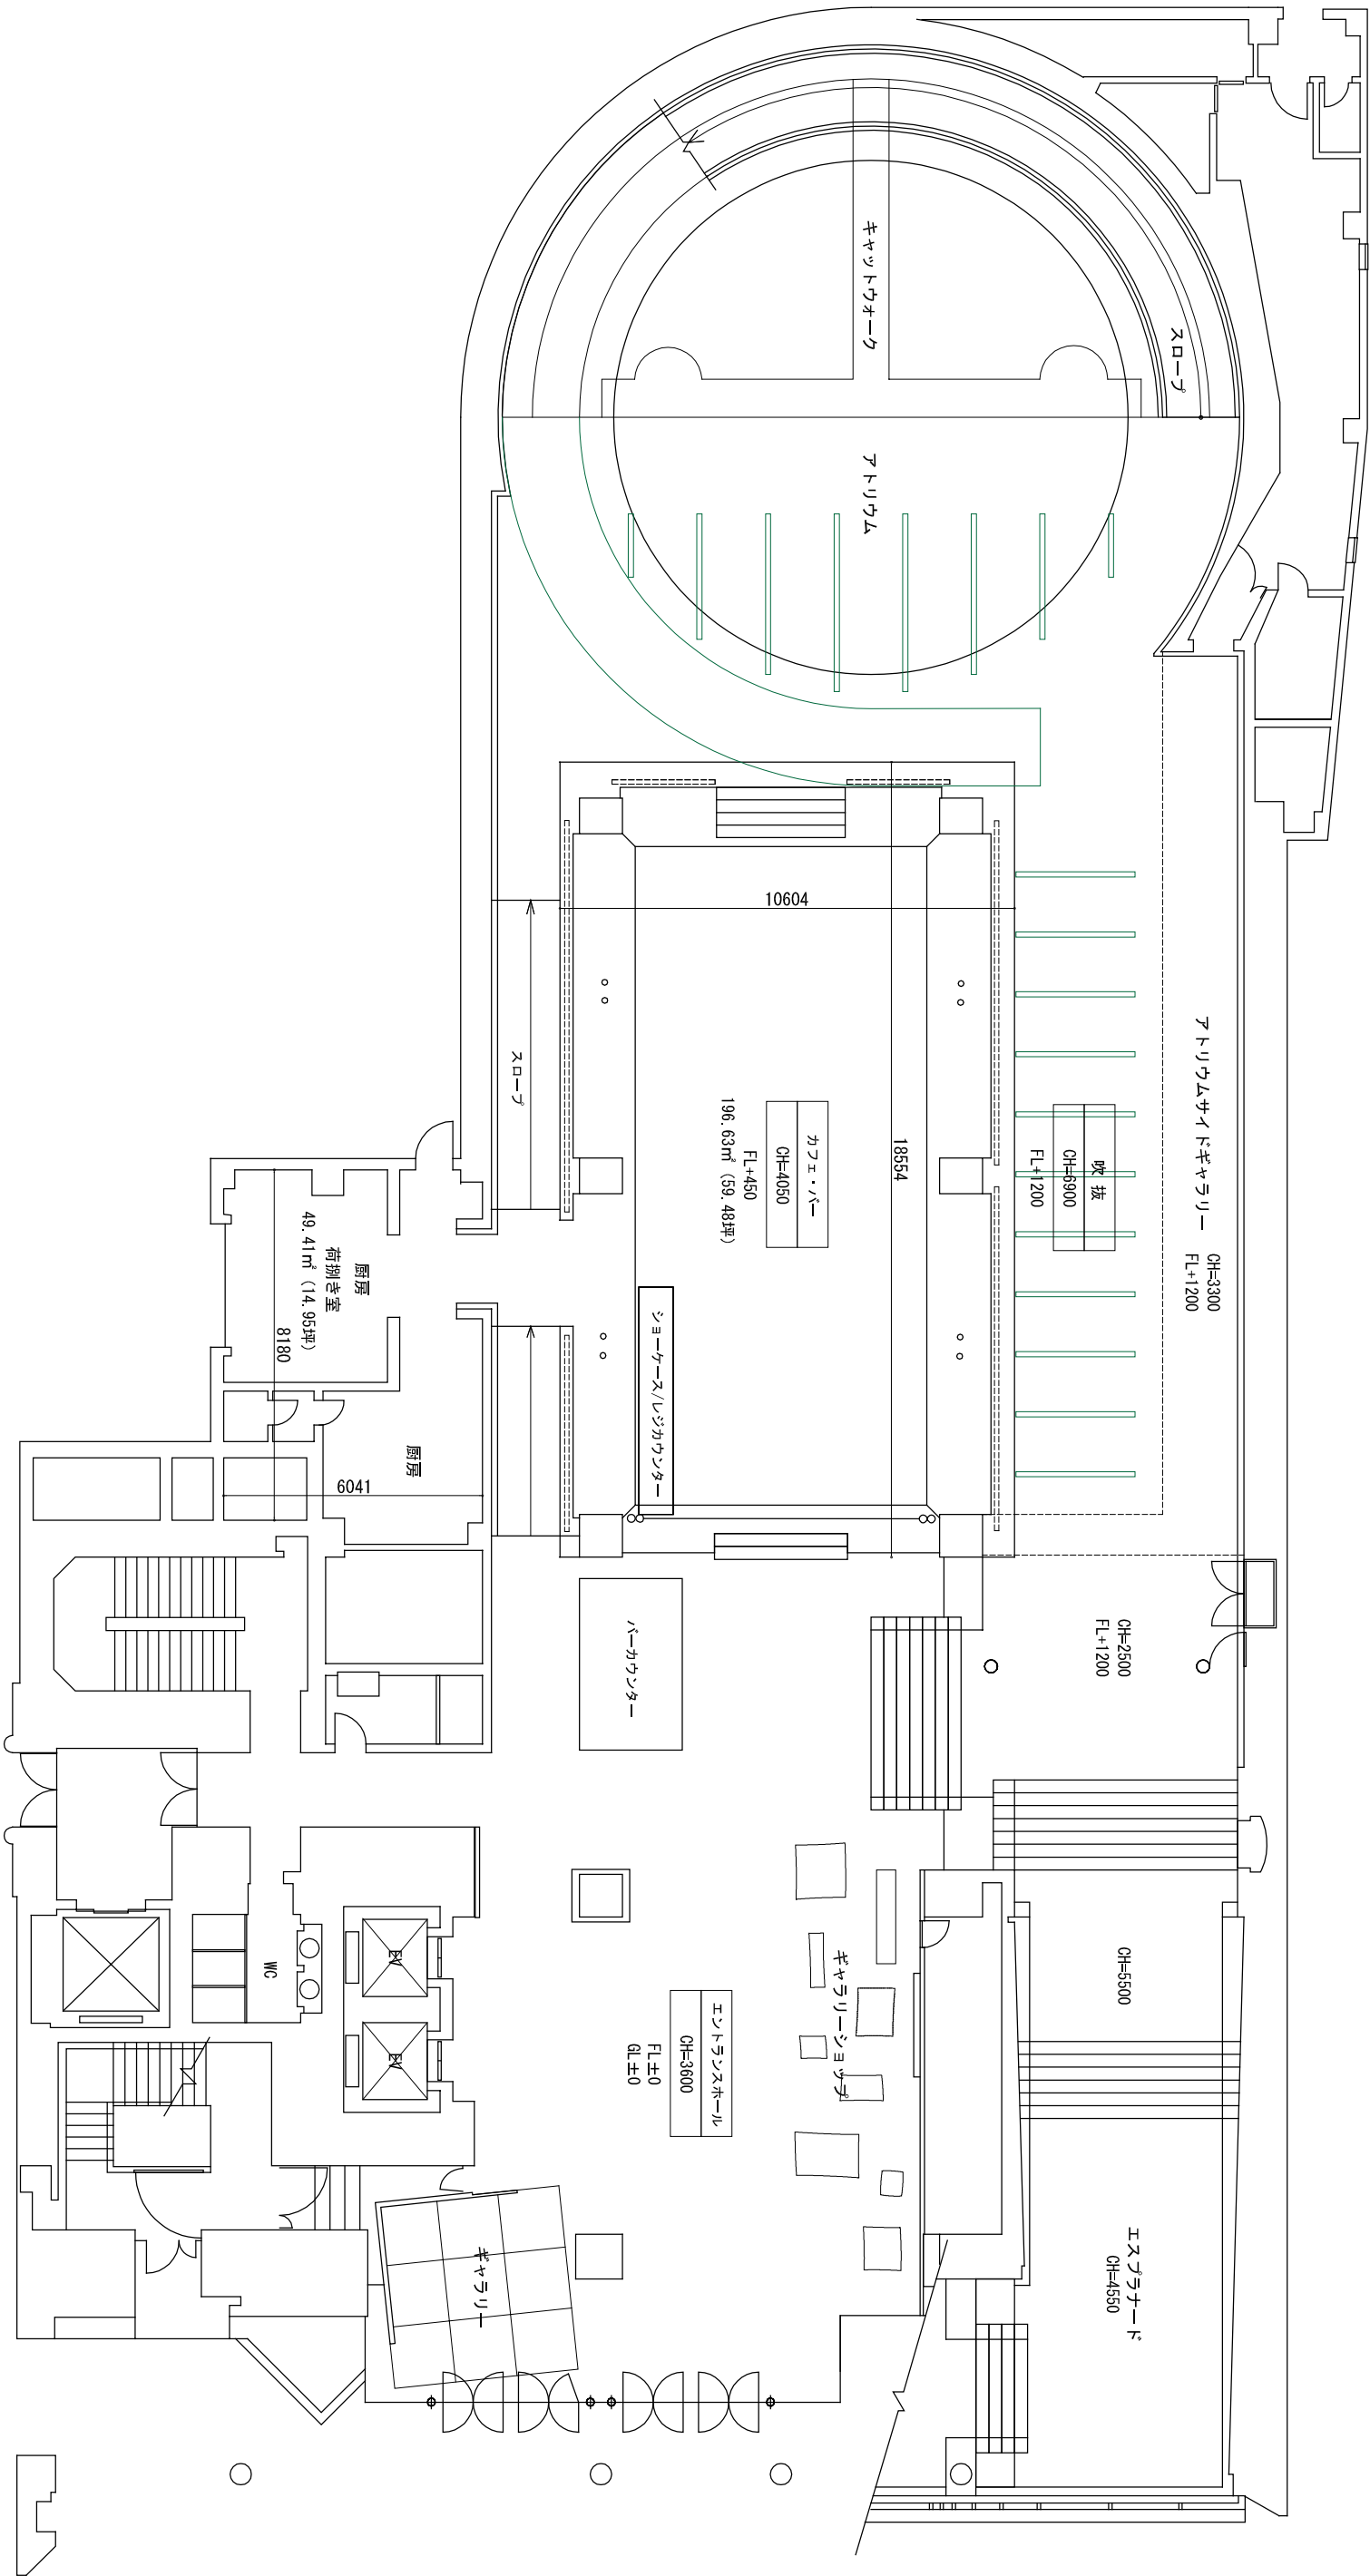 キャットウォーク
スロープ
アトリウム
アトリウムサイドギャラリー
CH=3300
FL+1200
吹 抜
CH=6900
FL+1200
10604
18554
カフェ・バー
CH=4050
FL+450
196.63㎡ (59.48坪)
スロープ
ショーケース/レジカウンター
厨房
荷捌き室
49.41㎡ (14.95坪)
8180
厨房
6041
バーカウンター
CH=2500
FL+1200
CH=5500
ギャラリーショップ
エントランスホール
CH=3600
FL±0
GL±0
WC
EV
EV
ギャラリー
エスプラナード
CH=4550